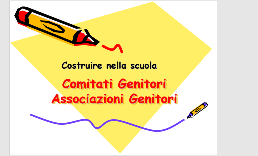 Costruire nella scuola
Comitati Genitori
Associazioni Genitori